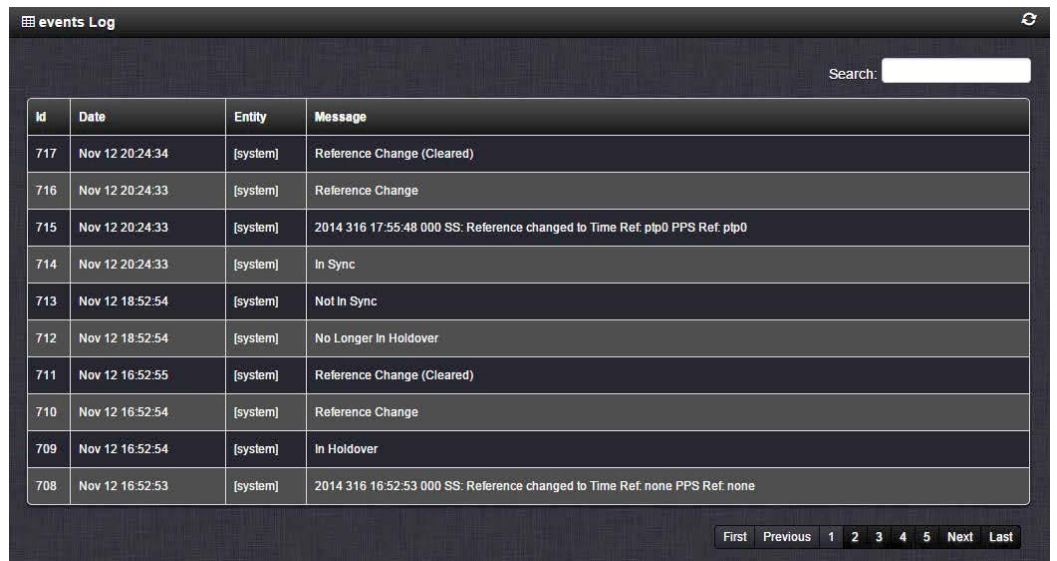 events Log
Search:
Id Date Entity Message
717 Nov 12 20:24:34 [system] Reference Change (Cleared)
716 Nov 12 20:24:33 [system] Reference Change
715 Nov 12 20:24:33 [system] 2014 316 17:55:48 000 SS: Reference changed to Time Ref: ptp0 PPS Ref: ptp0
714 Nov 12 20:24:33 [system] In Sync
713 Nov 12 18:52:54 [system] Not In Sync
712 Nov 12 18:52:54 [system] No Longer In Holdover
711 Nov 12 16:52:55 [system] Reference Change (Cleared)
710 Nov 12 16:52:54 [system] Reference Change
709 Nov 12 16:52:54 [system] In Holdover
708 Nov 12 16:52:53 [system] 2014 316 16:52:53 000 SS: Reference changed to Time Ref: none PPS Ref: none
First Previous 1 2 3 4 5 Next Last